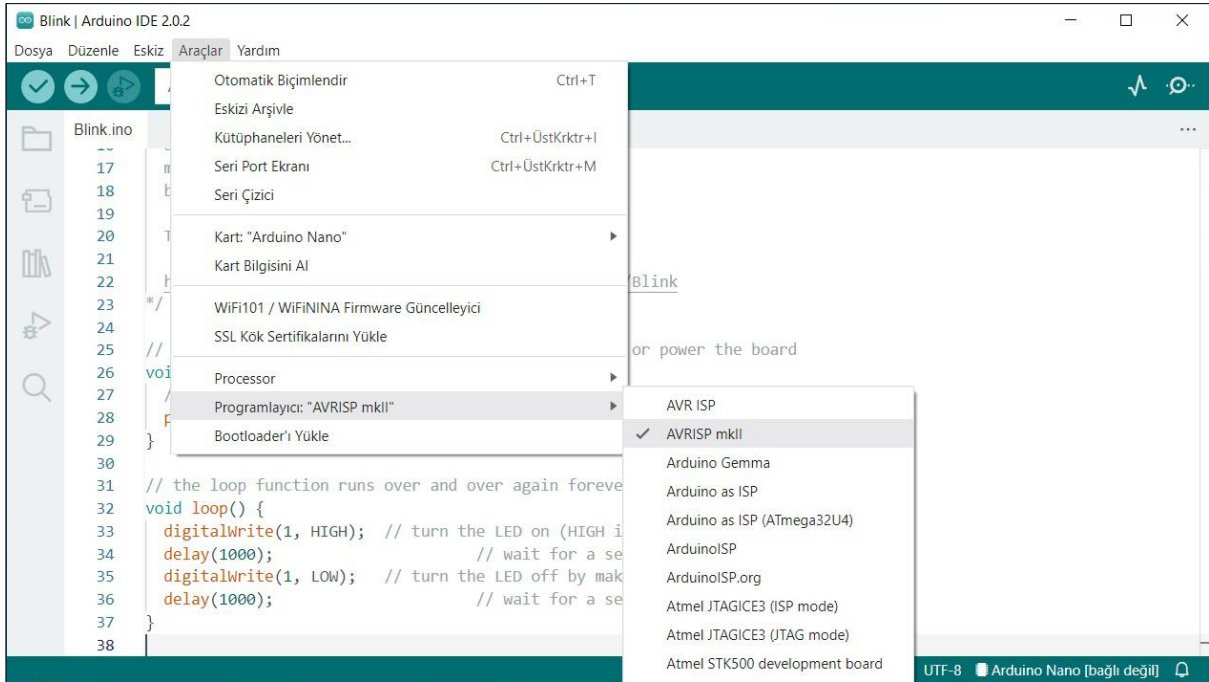 Blink | Arduino IDE 2.0.2
Dosya Düzenle Eskiz Araçlar Yardım
Otomatik Biçimlendir Ctrl+T
Eskizi Arşivle
Kütüphaneleri Yönet... Ctrl+ÜstKrktr+I
Seri Port Ekranı Ctrl+ÜstKrktr+M
Seri Çizici
Kart: "Arduino Nano"
Kart Bilgisini Al
WiFi101 / WiFiNINA Firmware Güncelleyici
SSL Kök Sertifikalarını Yükle
Processor
Programlayıcı: "AVRISP mkII"
Bootloader'ı Yükle
AVR ISP
AVRISP mkII
Arduino Gemma
Arduino as ISP
Arduino as ISP (ATmega32U4)
ArduinoISP
ArduinoISP.org
Atmel JTAGICE3 (ISP mode)
Atmel JTAGICE3 (JTAG mode)
Atmel STK500 development board
Blink.ino
17
18
19
20
21
22 /Blink
23 */
24
25 // or power the board
26
27
28
29 }
30
31 // the loop function runs over and over again foreve
32 void loop() {
33 digitalWrite(1, HIGH); // turn the LED on (HIGH i
34 delay(1000); // wait for a se
35 digitalWrite(1, LOW); // turn the LED off by mak
36 delay(1000); // wait for a se
37 }
38
UTF-8 Arduino Nano [bağlı değil]